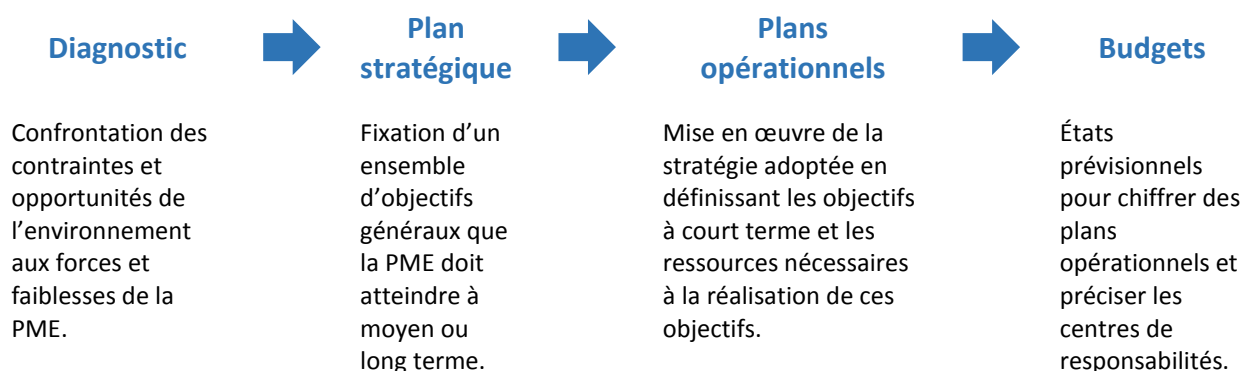 Diagnostic
Plan
stratégique
Plans
opérationnels
Budgets
Confrontation des
contraintes et
opportunités de
l’environnement
aux forces et
faiblesses de la
PME.
Fixation d’un
ensemble
d’objectifs
généraux que
la PME doit
atteindre à
moyen ou
long terme.
Mise en œuvre de la
stratégie adoptée en
définissant les objectifs
à court terme et les
ressources nécessaires
à la réalisation de ces
objectifs.
États
prévisionnels
pour chiffrer des
plans
opérationnels et
préciser les
centres de
responsabilités.